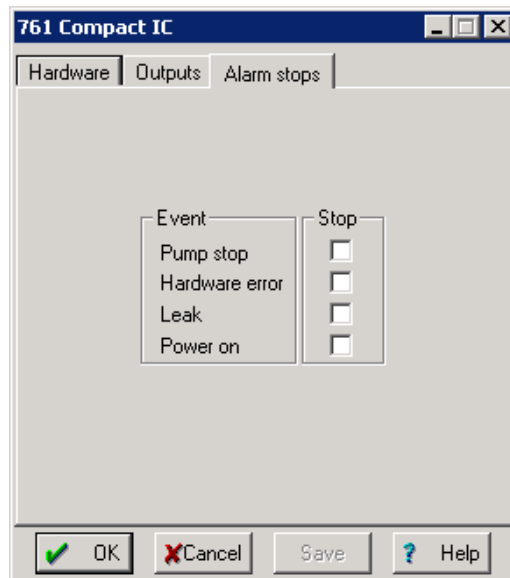 761 Compact IC
Hardware Outputs Alarm stops
Event Stop
Pump stop
Hardware error
Leak
Power on
OK Cancel Save ? Help